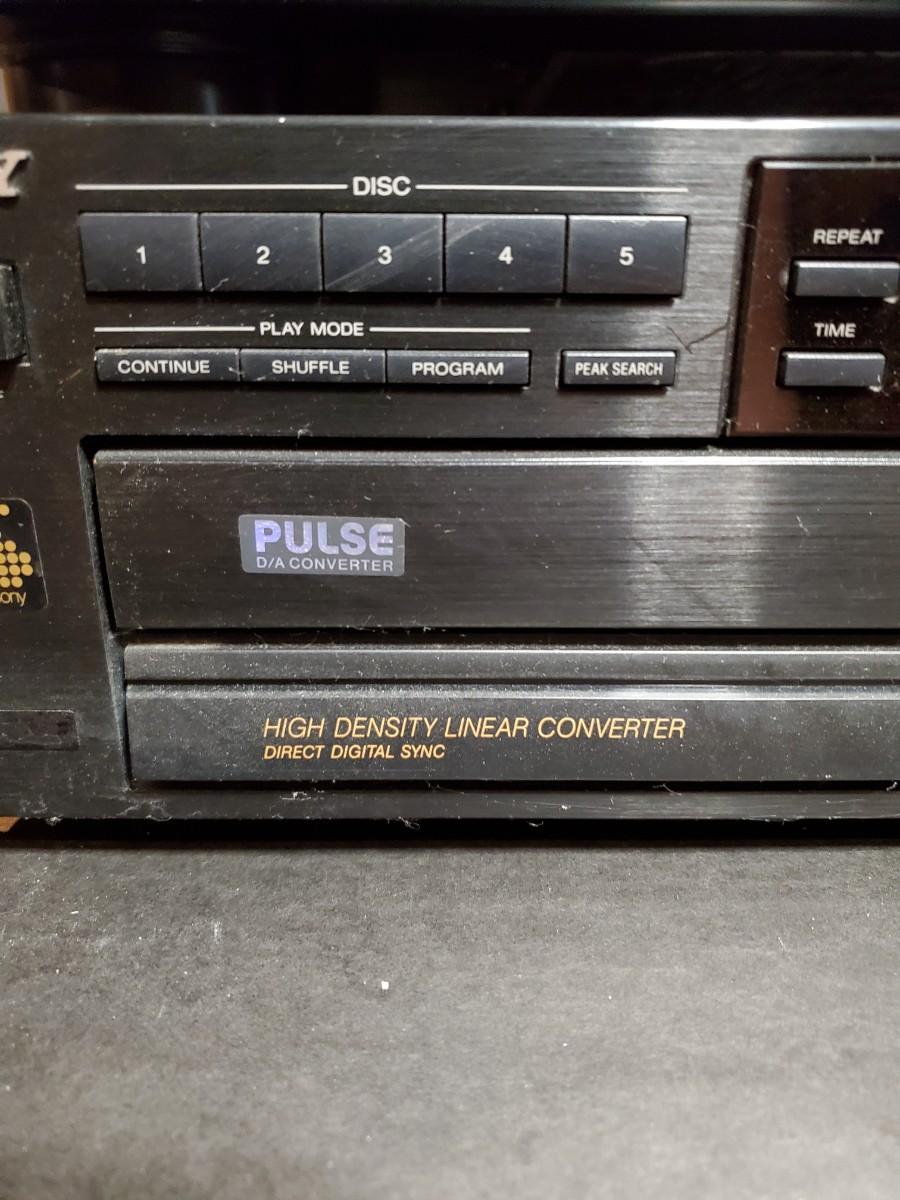 Y
DISC
1 2 3 4 5
REPEAT
PLAY MODE
TIME
CONTINUE SHUFFLE PROGRAM PEAK SEARCH
PULSE
D/A CONVERTER
ony
HIGH DENSITY LINEAR CONVERTER
DIRECT DIGITAL SYNC